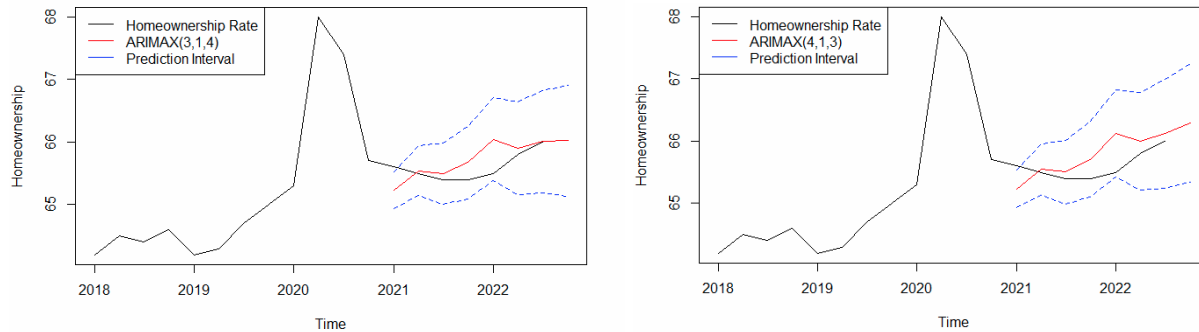 Homeownership Rate
ARIMAX(3,1,4)
Prediction Interval
Homeownership
68
67
66
65
2018
2019
2020
2021
2022
Time
Homeownership Rate
ARIMAX(4,1,3)
Prediction Interval
Homeownership
68
67
66
65
2018
2019
2020
2021
2022
Time